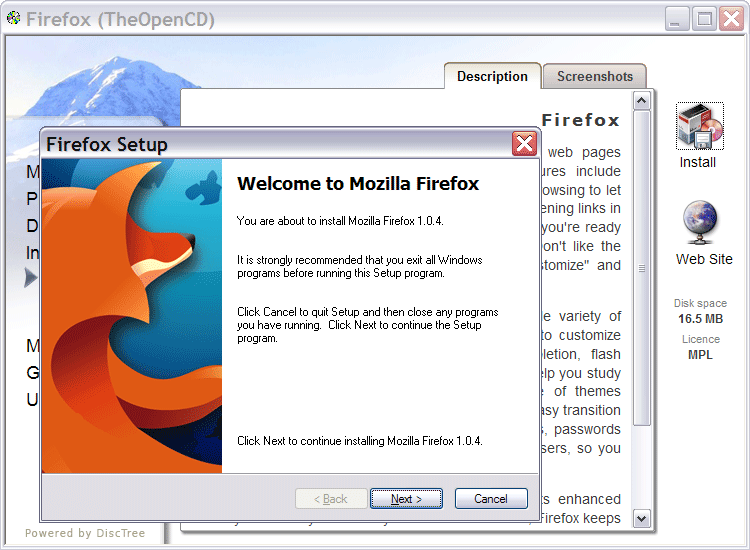 Firefox (TheOpenCD)
Description
Screenshots
Firefox
web pages
ures include
owsing to let
ening links in
you're ready
on't like the
stomize" and
e variety of
to customize
letion, flash
elp you study
e of themes
asy transition
s, passwords
sers, so you
ts enhanced
Firefox keeps
Install
Web Site
Disk space
16.5 MB
Licence
MPL
M
P
D
In
M
G
U
Powered by DiscTree
Firefox Setup
Welcome to Mozilla Firefox
You are about to install Mozilla Firefox 1.0.4.
It is strongly recommended that you exit all Windows
programs before running this Setup program.
Click Cancel to quit Setup and then close any programs
you have running. Click Next to continue the Setup
program.
Click Next to continue installing Mozilla Firefox 1.0.4.
< Back
Next >
Cancel